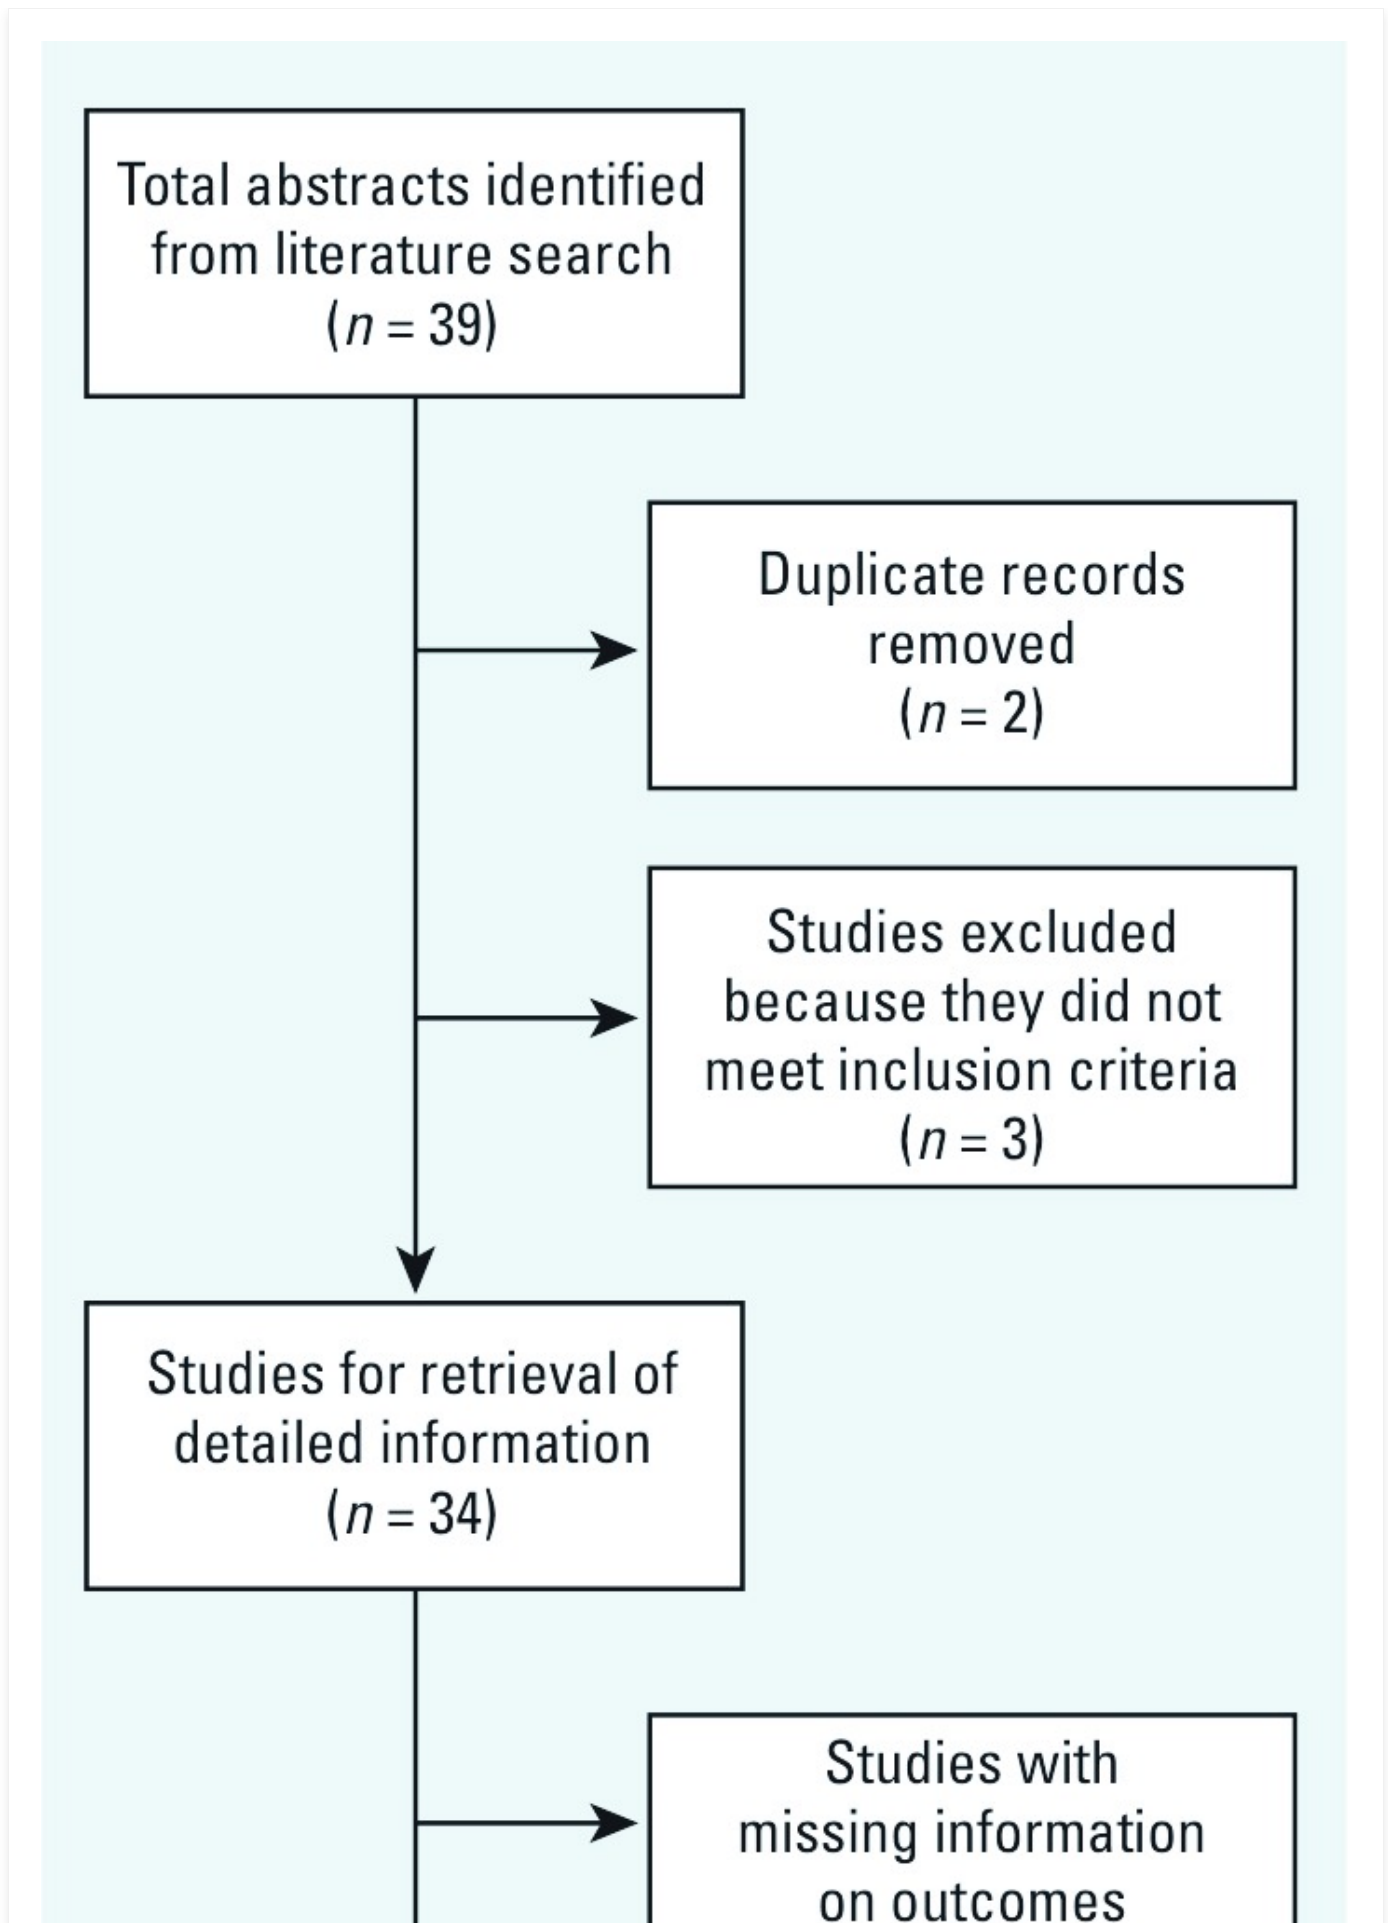 Total abstracts identified
from literature search
(n = 39)
Duplicate records
removed
(n = 2)
Studies excluded
because they did not
meet inclusion criteria
(n = 3)
Studies for retrieval of
detailed information
(n = 34)
Studies with
missing information
on outcomes